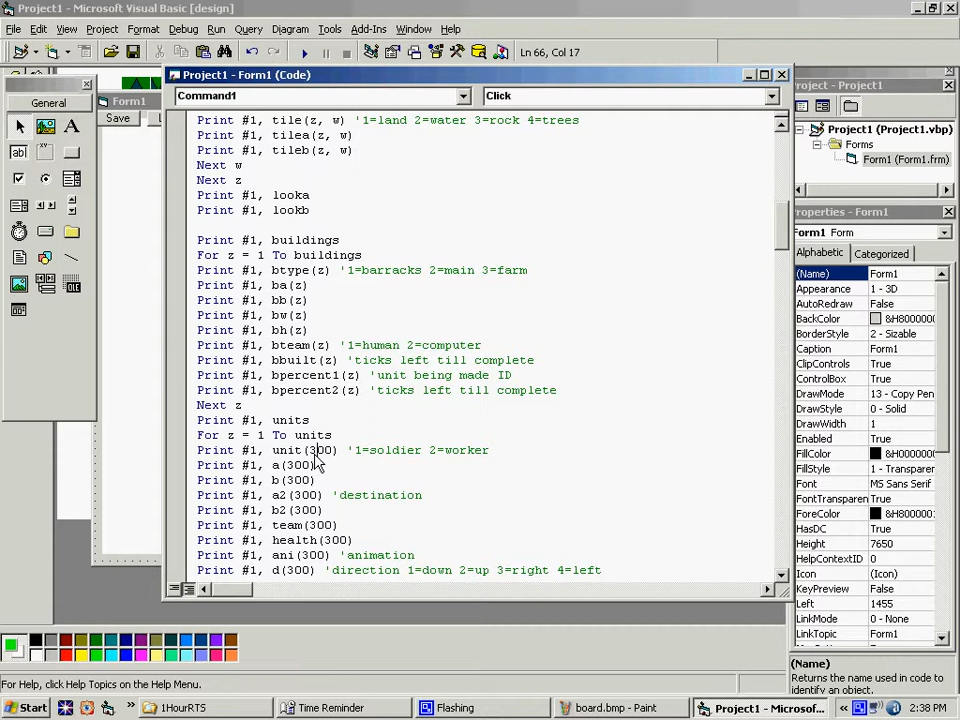 Project1 - Microsoft Visual Basic [design]
File Edit View Project Format Debug Run Query Diagram Tools Add-Ins Window Help
Ln 66, Col 17
General
Form1
Save
Project1 - Form1 (Code)
Command1
Click
Print #1, tile(z, w) '1=land 2=water 3=rock 4=trees
Print #1, tilea(z, w)
Print #1, tileb(z, w)
Next w
Next z
Print #1, looka
Print #1, lookb
Print #1, buildings
For z = 1 To buildings
Print #1, btype(z) '1=barracks 2=main 3=farm
Print #1, ba(z)
Print #1, bb(z)
Print #1, bw(z)
Print #1, bh(z)
Print #1, bteam(z) '1=human 2=computer
Print #1, bbuilt(z) 'ticks left till complete
Print #1, bpercent1(z) 'unit being made ID
Print #1, bpercent2(z) 'ticks left till complete
Next z
Print #1, units
For z = 1 To units
Print #1, unit(300) '1=soldier 2=worker
Print #1, a(300)
Print #1, b(300)
Print #1, a2(300) 'destination
Print #1, b2(300)
Print #1, team(300)
Print #1, health(300)
Print #1, ani(300) 'animation
Print #1, d(300) 'direction 1=down 2=up 3=right 4=left
Project - Project1
Project1 (Project1.vbp)
Forms
Form1 (Form1.frm)
Properties - Form1
Form1 Form
Alphabetic Categorized
(Name) Form1
Appearance 1 - 3D
AutoRedraw False
BackColor &H8000000
BorderStyle 2 - Sizable
Caption Form1
ClipControls True
ControlBox True
DrawMode 13 - Copy Pen
DrawStyle 0 - Solid
DrawWidth 1
Enabled True
FillColor &H0000000
FillStyle 1 - Transparent
Font MS Sans Serif
FontTransparent True
ForeColor &H8000001
HasDC True
Height 7650
HelpContextID 0
Icon (Icon)
KeyPreview False
Left 1455
LinkMode 0 - None
LinkTopic Form1
(Name)
Returns the name used in code to
identify an object.
For Help, click Help Topics on the Help Menu.
Start
1HourRTS
Time Reminder
Flashing
board.bmp - Paint
Project1 - Microsoft...
2:38 PM